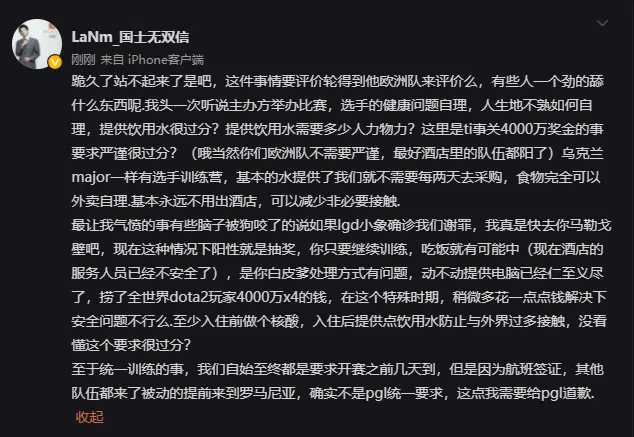 LaNm_国士无双信
刚刚 来自 iPhone客户端
跪久了站不起来了是吧，这件事情要评价轮得到他欧洲队来评价么，有些人一个劲的舔
什么东西呢.我头一次听说主办方举办比赛，选手的健康问题自理，人生地不熟如何自
理，提供饮用水很过分？提供饮用水需要多少人力物力？这里是ti事关4000万奖金的事
要求严谨很过分？（哦当然你们欧洲队不需要严谨，最好酒店里的队伍都阳了）乌克兰
major一样有选手训练营，基本的水提供了我们就不需要每两天去采购，食物完全可以
外卖自理.基本永远不用出酒店，可以减少非必要接触.
最让我气愤的事有些脑子被狗咬了的说如果lgd小象确诊我们谢罪，我真是快去你马勒戈
壁吧，现在这种情况下阳性就是抽奖，你只要继续训练，吃饭就有可能中（现在酒店的
服务人员已经不安全了），是你白皮爹处理方式有问题，动不动提供电脑已经仁至义尽
了，捞了全世界dota2玩家4000万x4的钱，在这个特殊时期，稍微多花一点点钱解决下
安全问题不行么.至少入住前做个核酸，入住后提供点饮用水防止与外界过多接触，没看
懂这个要求很过分？
至于统一训练的事，我们自始至终都是要求开赛之前几天到，但是因为航班签证，其他
队伍都来了被动的提前来到罗马尼亚，确实不是pgl统一要求，这点我需要给pgl道歉.
收起